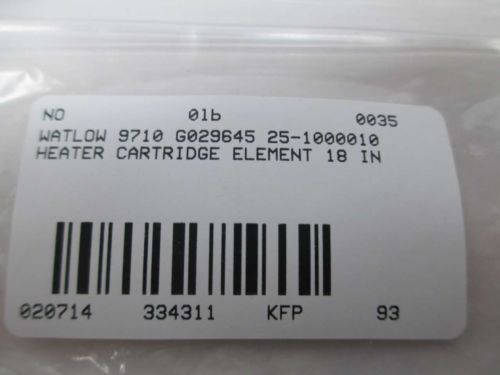 NO 01b 0035
WATLOW 9710 G029645 25-1000010
HEATER CARTRIDGE ELEMENT 18 IN
020714 334311 KFP 93